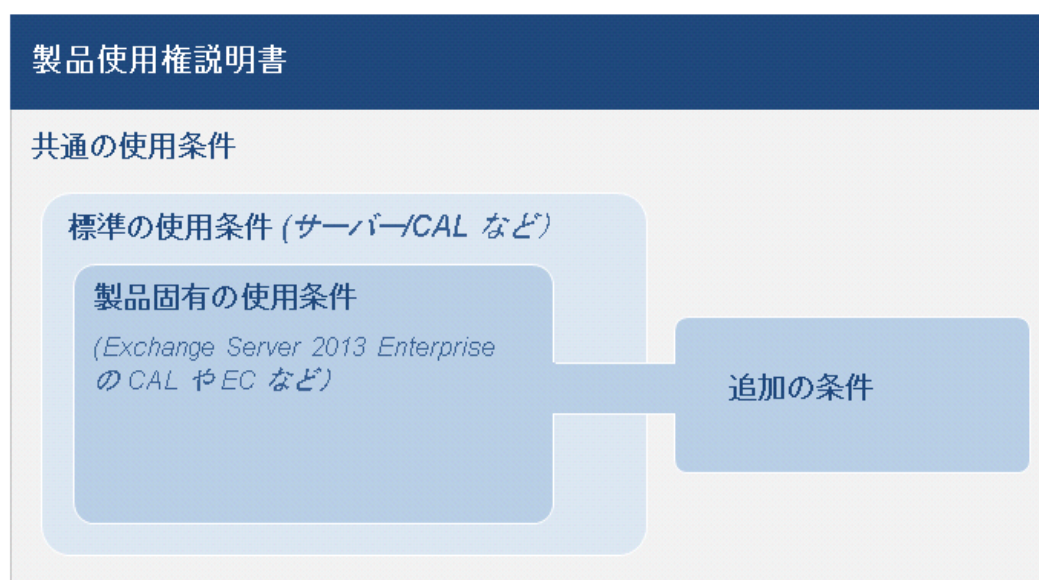 製品使用権説明書
共通の使用条件
標準の使用条件 (サーバー/CAL など)
製品固有の使用条件
(Exchange Server 2013 Enterprise
の CAL や EC など)
追加の条件